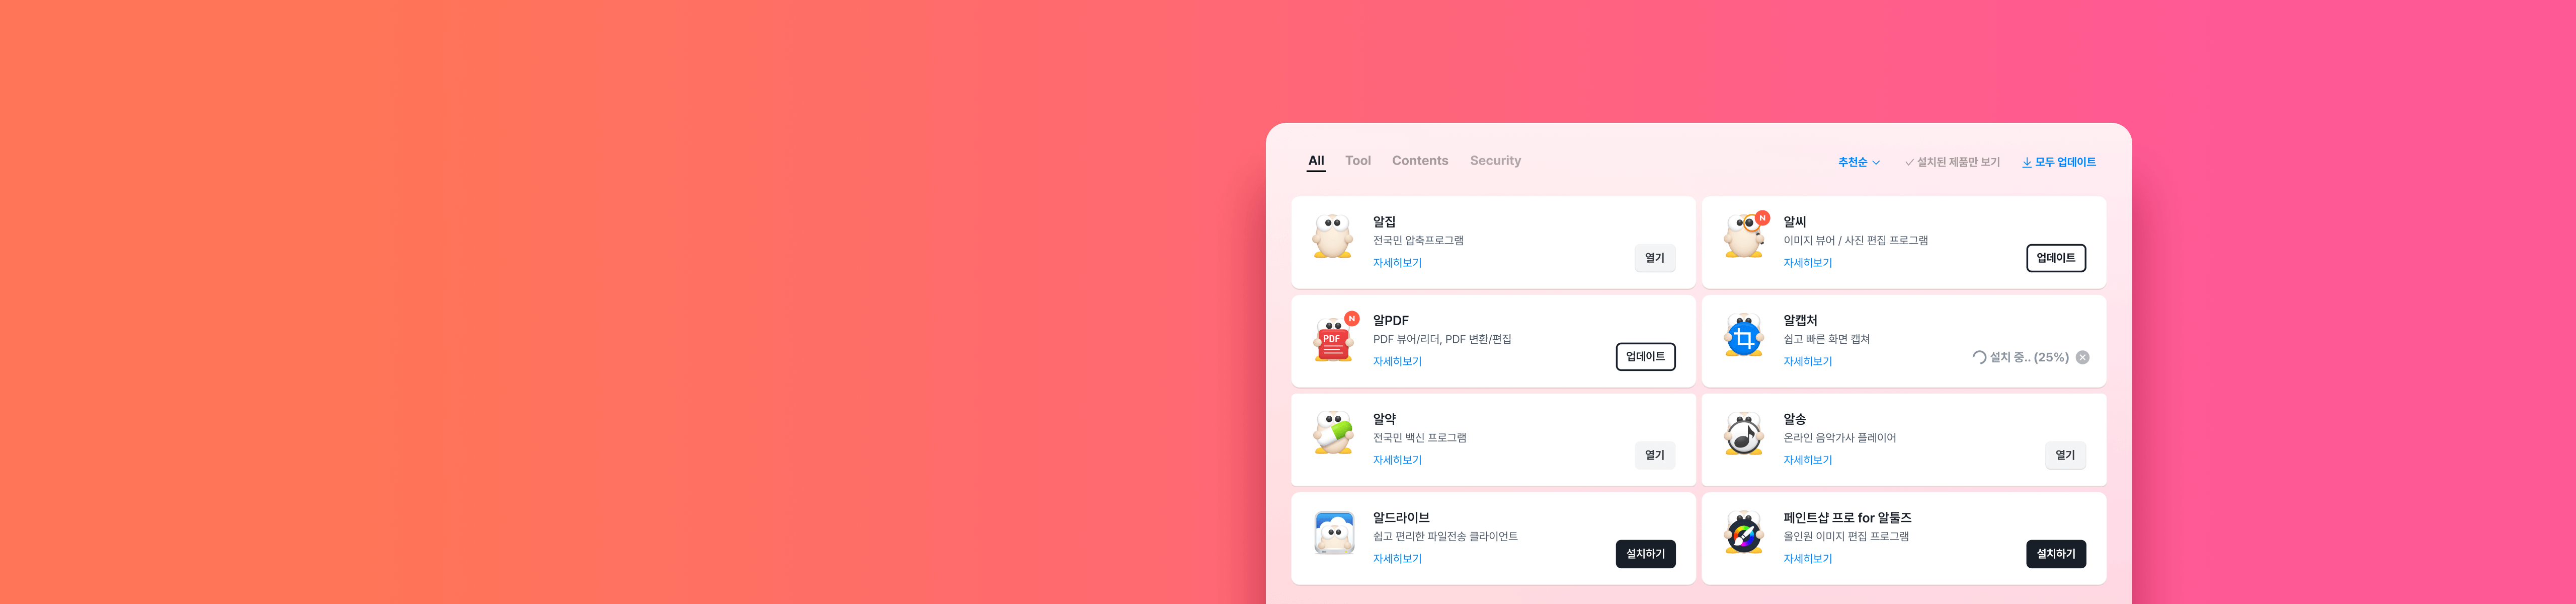 All Tool Contents Security 추천순 설치된 제품만 보기 모두 업데이트
알집
전국민 압축프로그램
자세히보기
열기
N
알씨
이미지 뷰어 / 사진 편집 프로그램
자세히보기
업데이트
N
PDF
알PDF
PDF 뷰어/리더, PDF 변환/편집
자세히보기
업데이트
알캡처
쉽고 빠른 화면 캡쳐
자세히보기
설치 중.. (25%)
알약
전국민 백신 프로그램
자세히보기
열기
알송
온라인 음악가사 플레이어
자세히보기
열기
알드라이브
쉽고 편리한 파일전송 클라이언트
자세히보기
설치하기
페인트샵 프로 for 알툴즈
올인원 이미지 편집 프로그램
자세히보기
설치하기